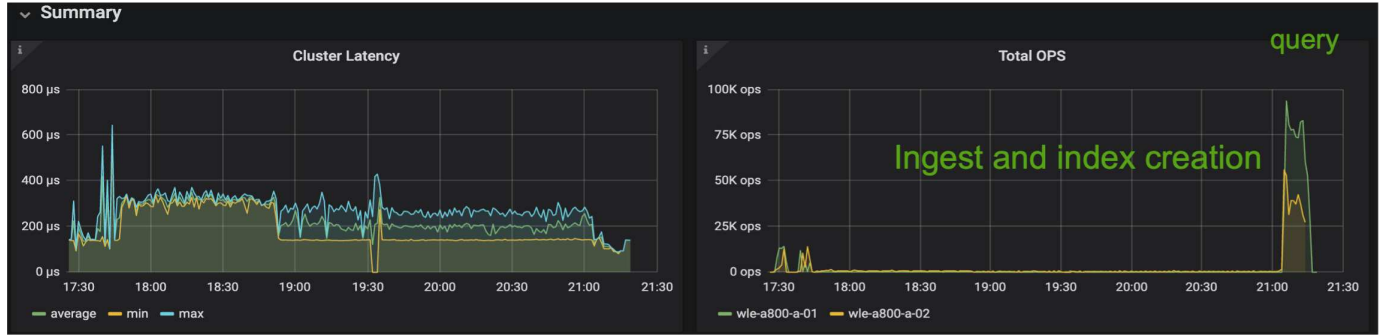 Summary
Cluster Latency
800 µs
600 µs
400 µs
200 µs
0 µs
17:30 18:00 18:30 19:00 19:30 20:00 20:30 21:00 21:30
average min max
query
Total OPS
100K ops
75K ops
50K ops
25K ops
0 ops
Ingest and index creation
17:30 18:00 18:30 19:00 19:30 20:00 20:30 21:00 21:30
wle-a800-a-01 wle-a800-a-02